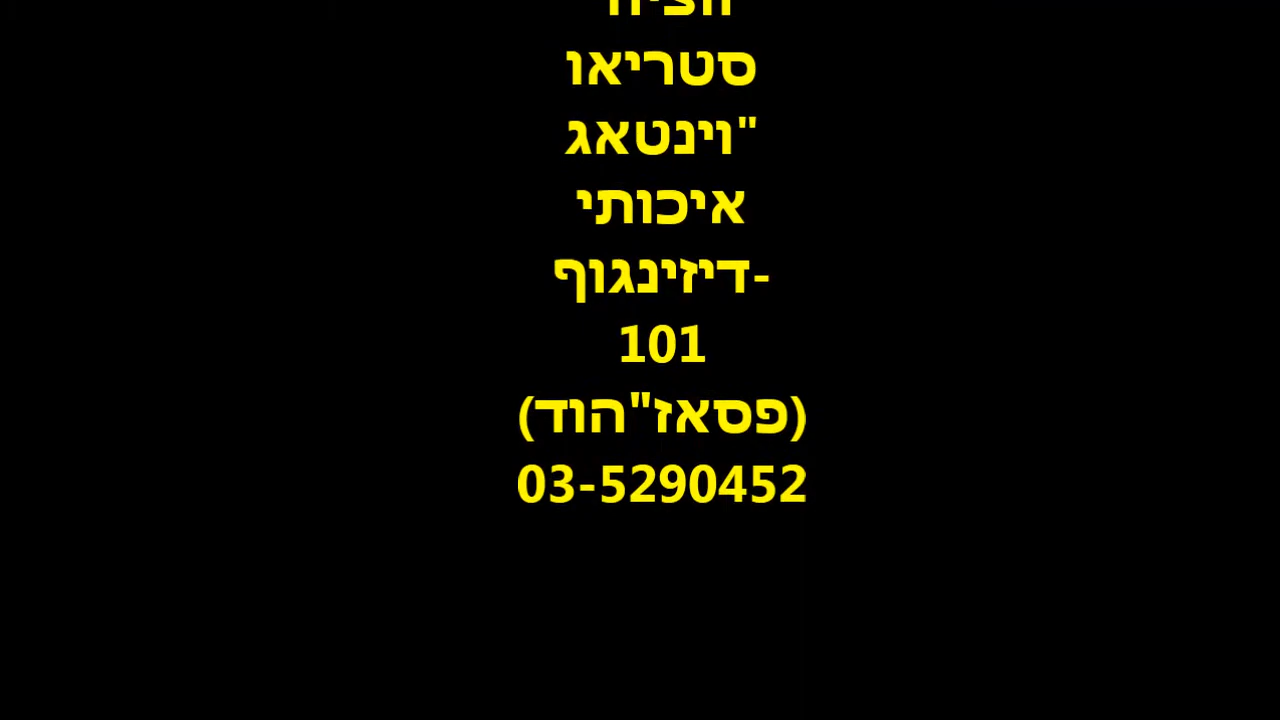 סטריאו
"וינטאג
איכותי
-דיזינגוף
101
(פסאז"הוד)
03-5290452